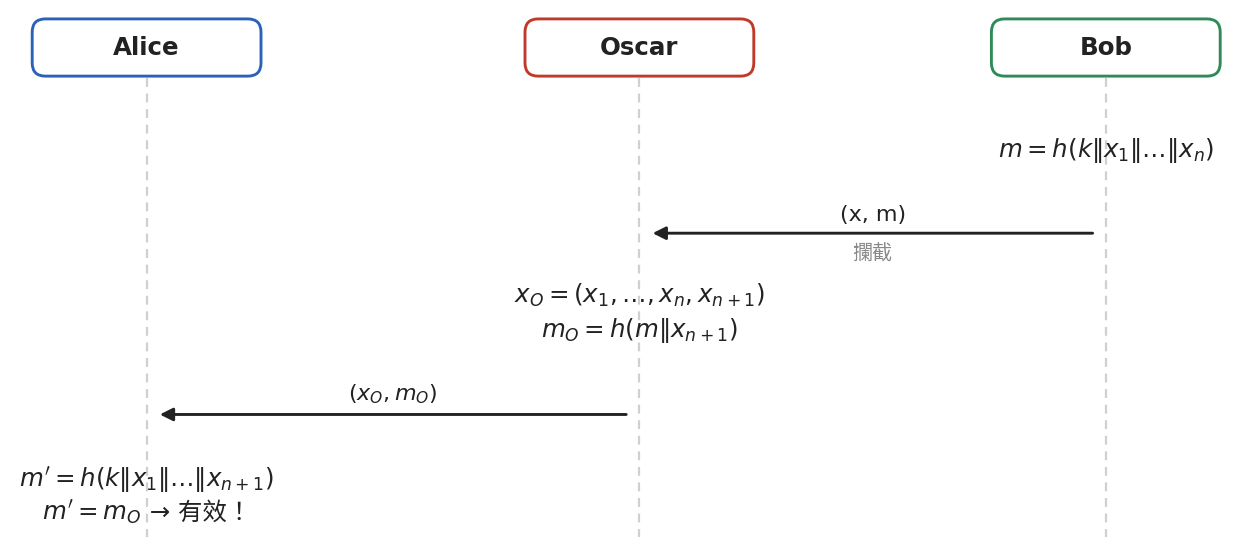 Alice
Oscar
Bob
m = h(k‖x₁‖…‖xₙ)
(x, m)
攔截
x_O = (x₁,…,xₙ,xₙ₊₁)
m_O = h(m‖xₙ₊₁)
(x_O, m_O)
m′ = h(k‖x₁‖…‖xₙ₊₁)
m′ = m_O → 有效！